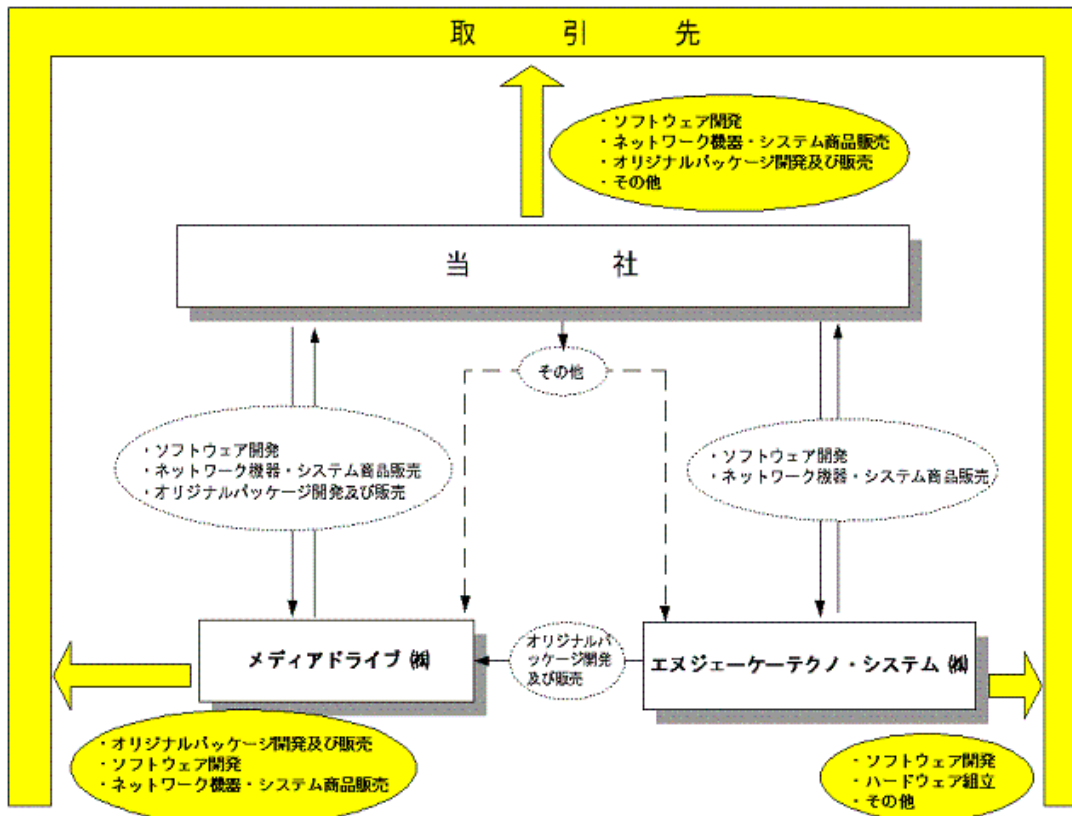 取引先
・ソフトウェア開発
・ネットワーク機器・システム商品販売
・オリジナルパッケージ開発及び販売
・その他
当社
その他
・ソフトウェア開発
・ネットワーク機器・システム商品販売
・オリジナルパッケージ開発及び販売
・ソフトウェア開発
・ネットワーク機器・システム商品販売
メディアドライブ㈱
オリジナルパ
ッケージ開発
及び販売
エヌジェーケーテクノ・システム㈱
・オリジナルパッケージ開発及び販売
・ソフトウェア開発
・ネットワーク機器・システム商品販売
・ソフトウェア開発
・ハードウェア組立
・その他